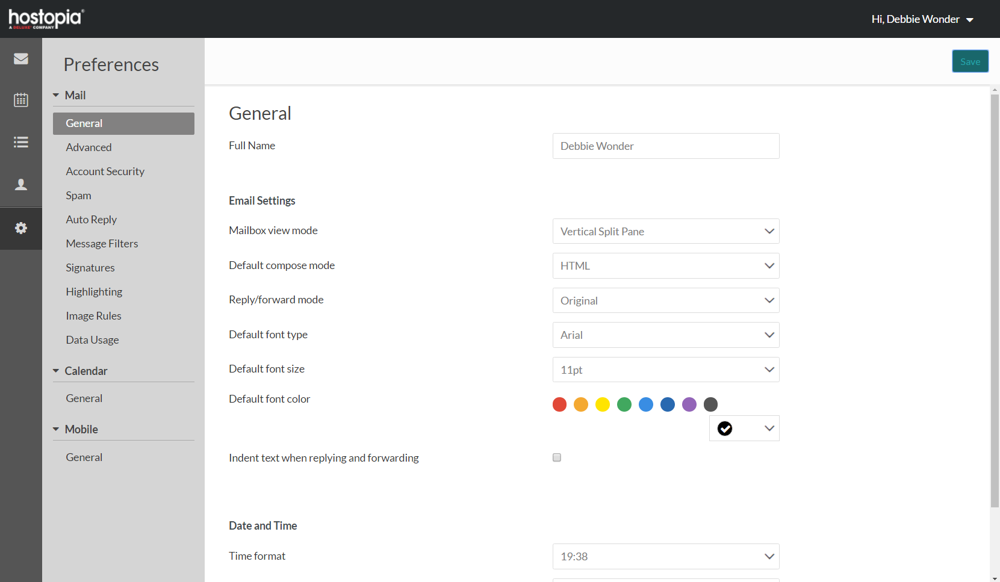 hostopia®
A DELUXE® COMPANY
Hi, Debbie Wonder
Save
Preferences
Mail
General
Advanced
Account Security
Spam
Auto Reply
Message Filters
Signatures
Highlighting
Image Rules
Data Usage
Calendar
General
Mobile
General
General
Full Name
Debbie Wonder
Email Settings
Mailbox view mode
Vertical Split Pane
Default compose mode
HTML
Reply/forward mode
Original
Default font type
Arial
Default font size
11pt
Default font color
Indent text when replying and forwarding
Date and Time
Time format
19:38